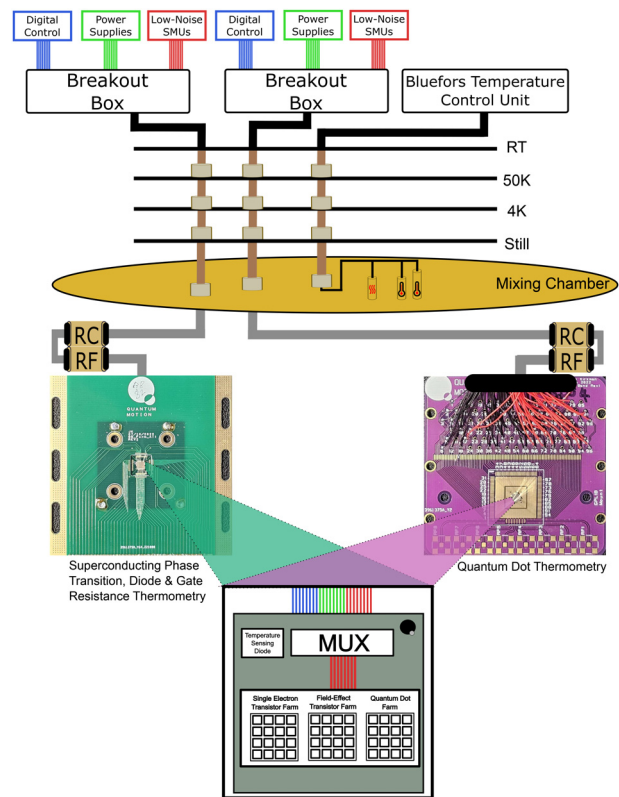 Digital
Control
Power
Supplies
Low-Noise
SMUs
Digital
Control
Power
Supplies
Low-Noise
SMUs
Breakout
Box
Breakout
Box
Bluefors Temperature
Control Unit
RT
50K
4K
Still
Mixing Chamber
RC
RF
RC
RF
QUANTUM
MOTION
Superconducting Phase
Transition, Diode & Gate
Resistance Thermometry
Quantum Dot Thermometry
Temperature
Sensing
Diode
MUX
Single Electron
Transistor Farm
Field-Effect
Transistor Farm
Quantum Dot
Farm